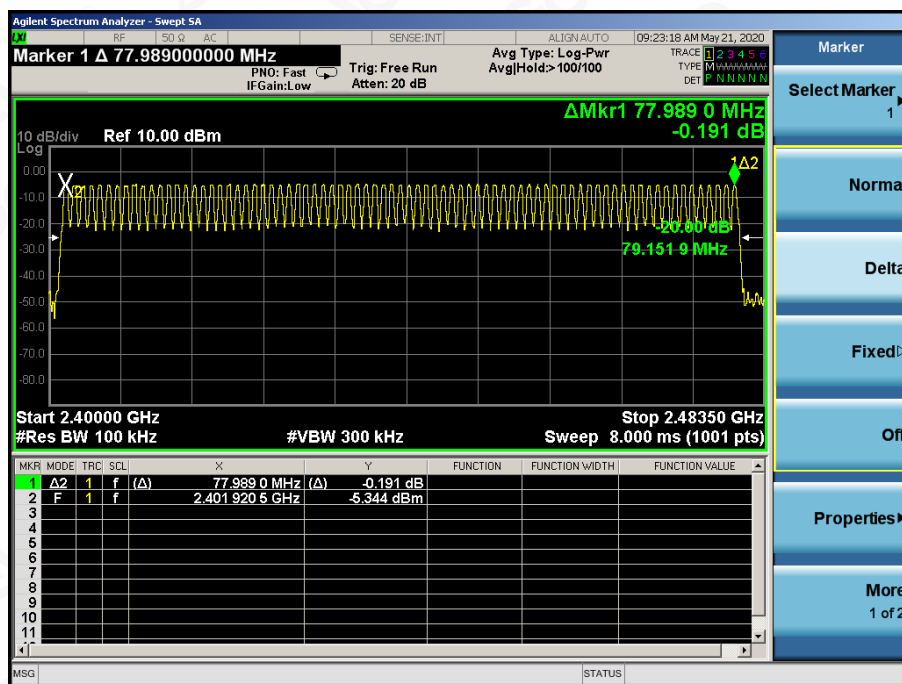 Agilent Spectrum Analyzer - Swept SA
LXI RF 50 Ω AC SENSE:INT ALIGN AUTO 09:23:18 AM May 21, 2020
Marker 1 Δ 77.989000000 MHz
PNO: Fast
IFGain:Low
Trig: Free Run
Atten: 20 dB
Avg Type: Log-Pwr
Avg|Hold:>100/100
TRACE 1 2 3 4 5 6
TYPE M
DET P N N N N N
ΔMkr1 77.989 0 MHz
-0.191 dB
10 dB/div Ref 10.00 dBm
Log
0.00
-10.0
-20.0
-30.0
-40.0
-50.0
-60.0
-70.0
-80.0
2
1Δ2
-20.00 dB
79.151 9 MHz
Start 2.40000 GHz Stop 2.48350 GHz
#Res BW 100 kHz #VBW 300 kHz Sweep 8.000 ms (1001 pts)
MKR MODE TRC SCL X Y FUNCTION FUNCTION WIDTH FUNCTION VALUE
1 Δ2 1 f (Δ) 77.989 0 MHz (Δ) -0.191 dB
2 F 1 f 2.401 920 5 GHz -5.344 dBm
3
4
5
6
7
8
9
10
11
MSG STATUS
Marker
Select Marker
1
Norma
Delta
Fixed
Off
Properties
More
1 of 2